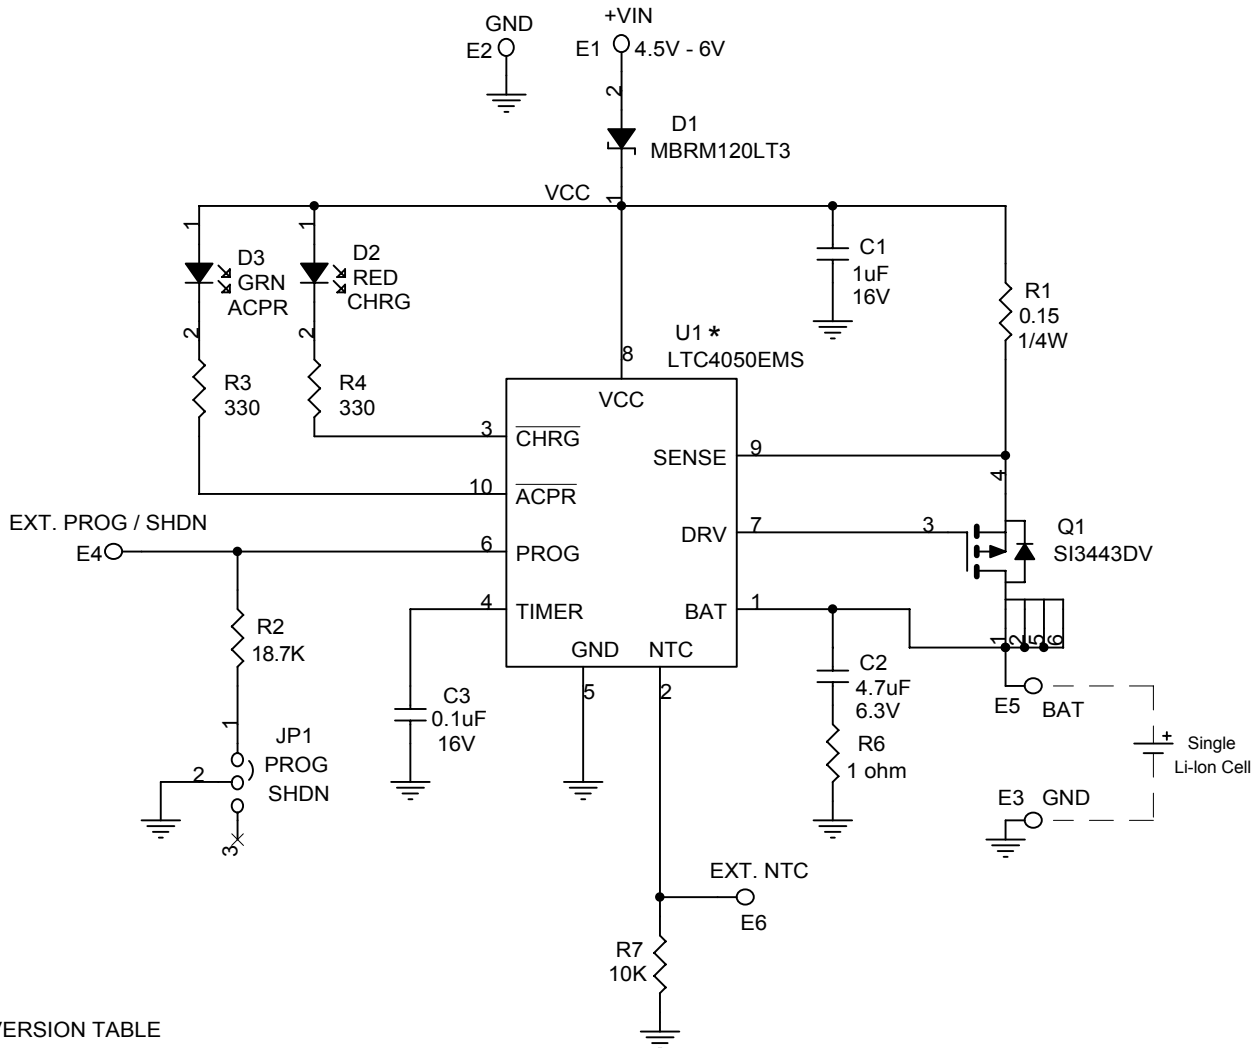 GND
E2
+VIN
E1
4.5V - 6V
2
D1
MBRM120LT3
1
VCC
1
D3
GRN
ACPR
2
1
D2
RED
CHRG
2
C1
1uF
16V
R1
0.15
1/4W
U1 *
LTC4050EMS
R3
330
R4
330
8
VCC
3
CHRG
10
ACPR
SENSE
9
4
EXT. PROG / SHDN
E4
6
PROG
DRV
7
3
Q1
SI3443DV
4
TIMER
BAT
1
R2
18.7K
GND
NTC
5
2
1
2
5
6
C3
0.1uF
16V
C2
4.7uF
6.3V
R6
1 ohm
E5
BAT
+
Single
Li-Ion Cell
1
JP1
PROG
SHDN
2
3
E3
GND
EXT. NTC
E6
R7
10K
VERSION TABLE